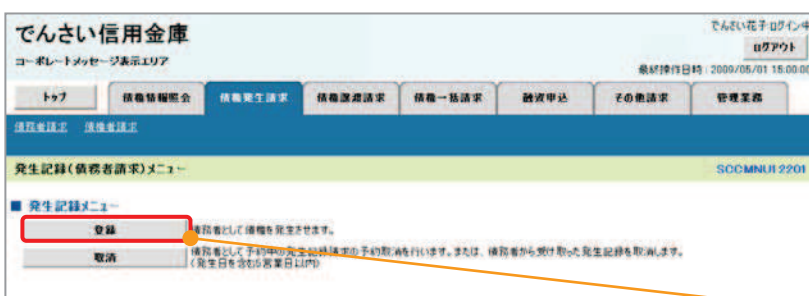 でんさい信用金庫
でんさい花子 ログイン中
ログアウト
コーポレートメッセージ表示エリア
最終操作日時：2009/05/01 15:00:00
トップ 債権情報照会 債権発生請求 債権譲渡請求 債権一括請求 融資申込 その他請求 管理業務
債務者請求 債権者請求
発生記録(債務者請求)メニュー SCCMNU12201
■ 発生記録メニュー
登録 債務者として債権を発生させます。
取消 債務者として予約中の発生記録請求の予約取消を行います。または、債務者から受け取った発生記録を取消します。
(発生日を含む5営業日以内)